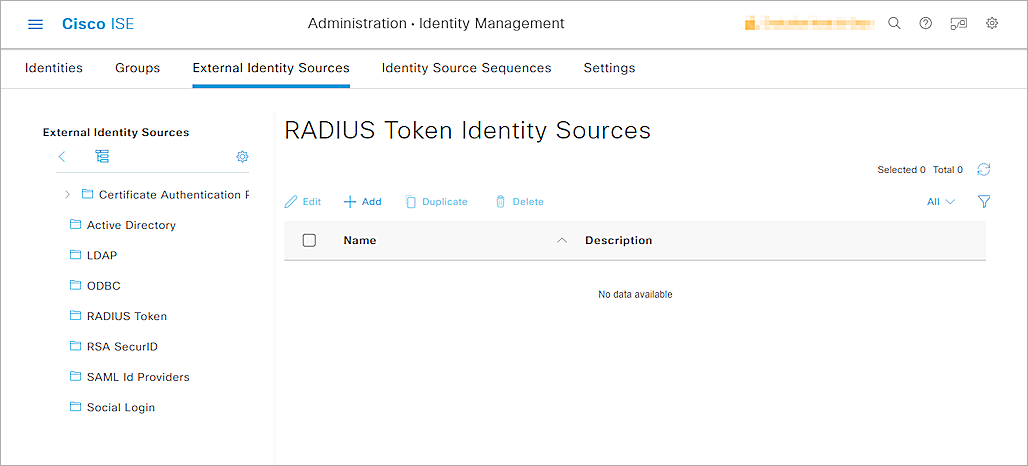 Cisco ISE
Administration · Identity Management
Identities Groups External Identity Sources Identity Source Sequences Settings
External Identity Sources
Certificate Authentication F
Active Directory
LDAP
ODBC
RADIUS Token
RSA SecurID
SAML Id Providers
Social Login
RADIUS Token Identity Sources
Selected 0 Total 0
Edit Add Duplicate Delete All
Name Description
No data available